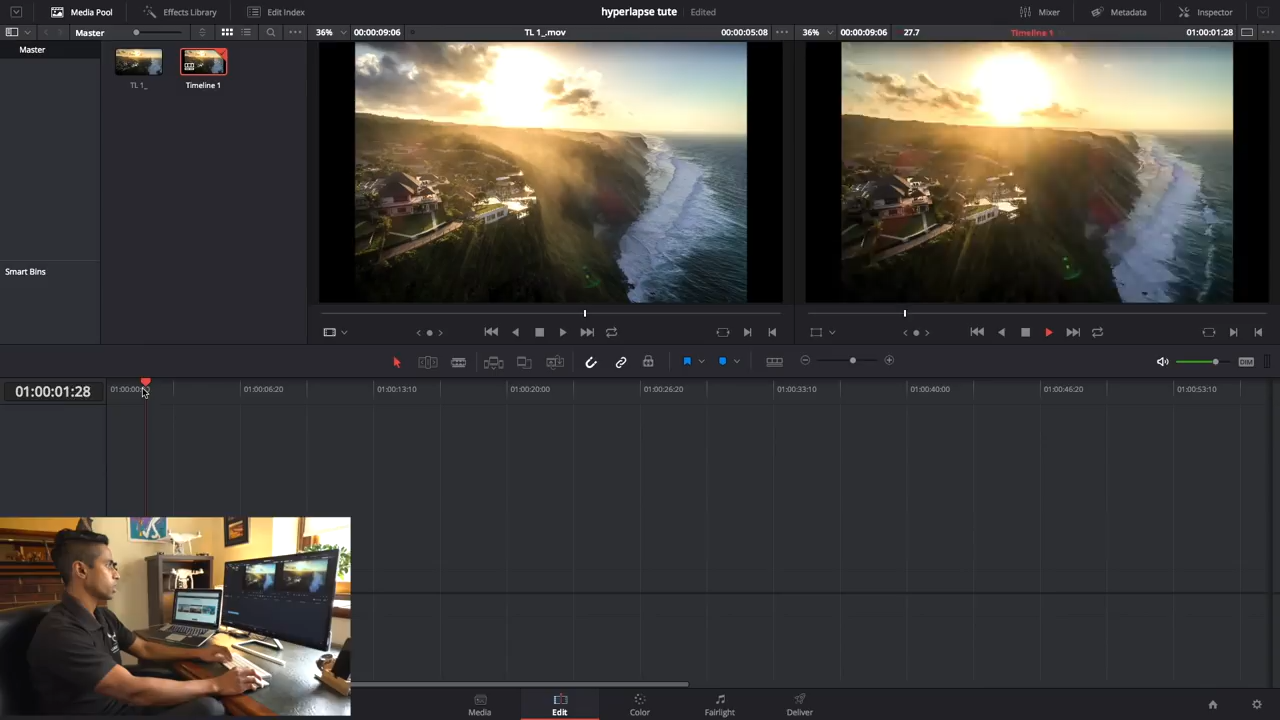 Media Pool
Effects Library
Edit Index
hyperlapse tute
Edited
Mixer
Metadata
Inspector
Master
36%
00:00:09:06
TL 1_.mov
00:00:05:08
36%
00:00:09:06
27.7
Timeline 1
01:00:01:28
Master
TL 1_
Timeline 1
Smart Bins
DIM
01:00:01:28
01:00:06:20
01:00:13:10
01:00:20:00
01:00:26:20
01:00:33:10
01:00:40:00
01:00:46:20
01:00:53:10
Media
Edit
Color
Fairlight
Deliver